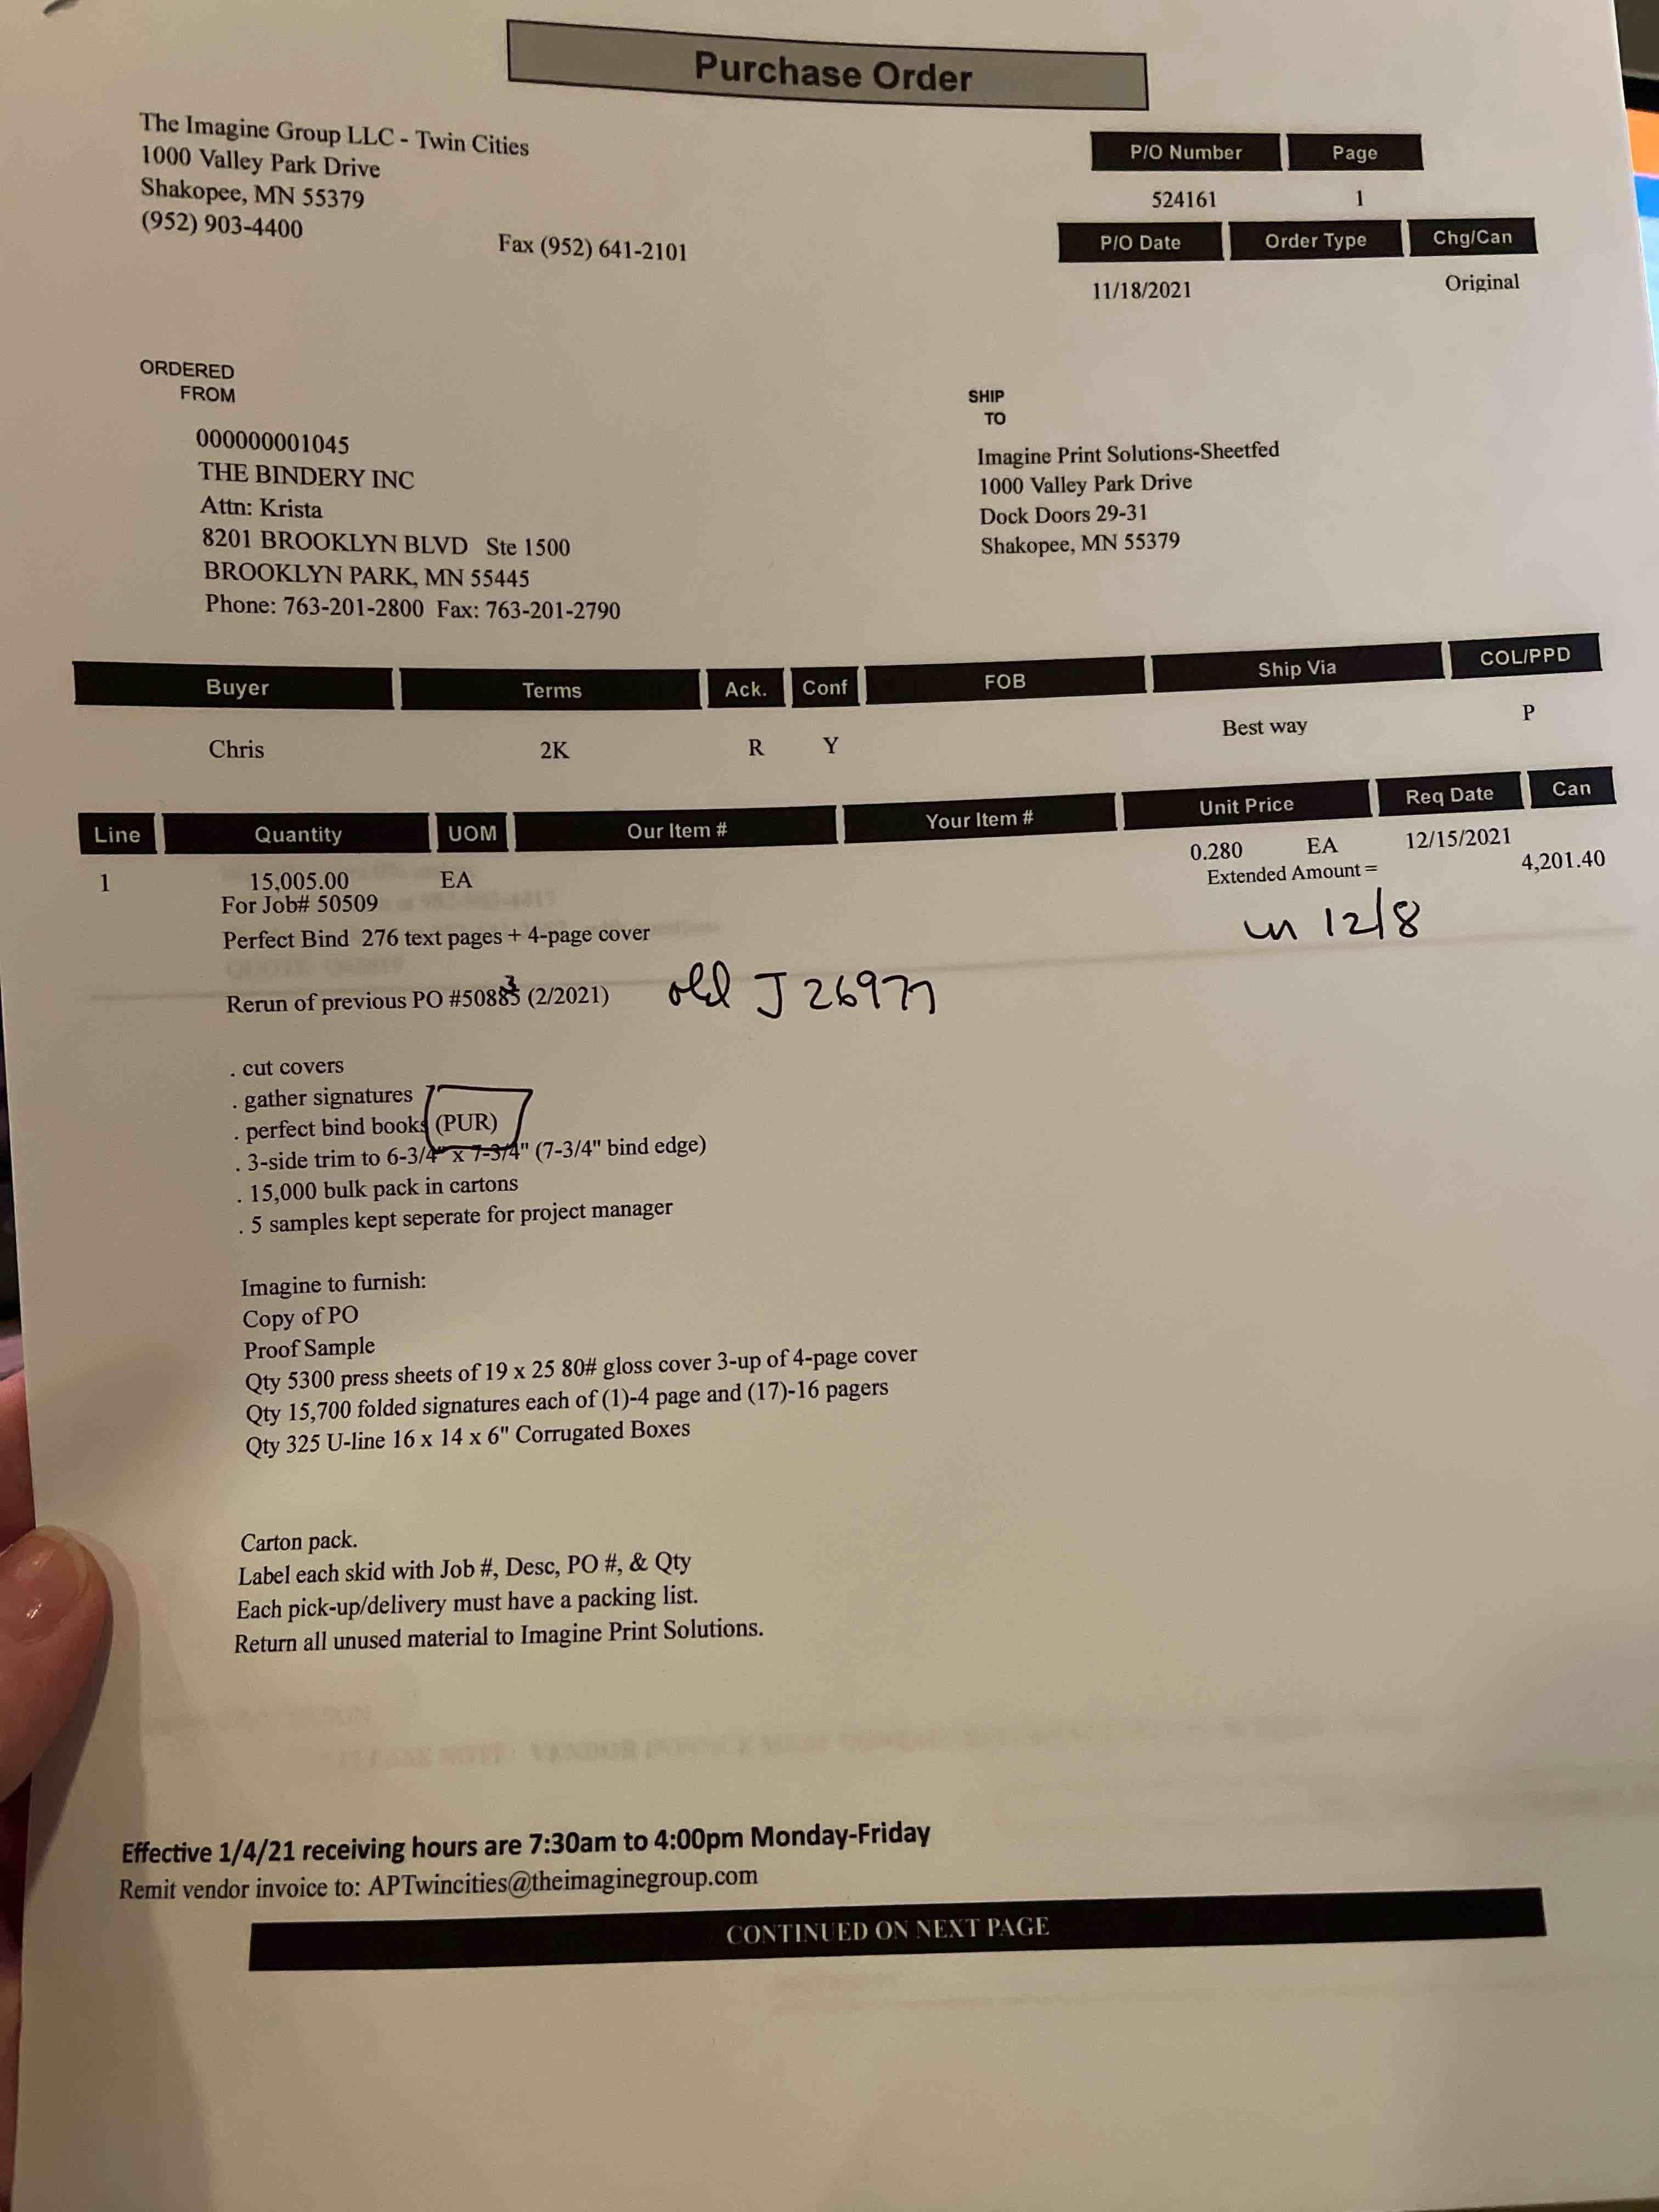 Purchase Order
The Imagine Group LLC - Twin Cities
1000 Valley Park Drive
Shakopee, MN 55379
(952) 903-4400
Fax (952) 641-2101
P/O Number Page
524161 1
P/O Date Order Type Chg/Can
11/18/2021 Original
ORDERED
FROM
000000001045
THE BINDERY INC
Attn: Krista
8201 BROOKLYN BLVD Ste 1500
BROOKLYN PARK, MN 55445
Phone: 763-201-2800 Fax: 763-201-2790
SHIP
TO
Imagine Print Solutions-Sheetfed
1000 Valley Park Drive
Dock Doors 29-31
Shakopee, MN 55379
Buyer Terms Ack. Conf FOB Ship Via COL/PPD
Chris 2K R Y Best way P
Line Quantity UOM Our Item # Your Item # Unit Price Req Date Can
1 15,005.00 EA 0.280 EA 12/15/2021
Extended Amount = 4,201.40
For Job# 50509
in 12/8
Perfect Bind 276 text pages + 4-page cover
Rerun of previous PO #50883 (2/2021) old J 26977
. cut covers
. gather signatures
. perfect bind books (PUR)
. 3-side trim to 6-3/4" x 7-3/4" (7-3/4" bind edge)
. 15,000 bulk pack in cartons
. 5 samples kept seperate for project manager
Imagine to furnish:
Copy of PO
Proof Sample
Qty 5300 press sheets of 19 x 25 80# gloss cover 3-up of 4-page cover
Qty 15,700 folded signatures each of (1)-4 page and (17)-16 pagers
Qty 325 U-line 16 x 14 x 6" Corrugated Boxes
Carton pack.
Label each skid with Job #, Desc, PO #, & Qty
Each pick-up/delivery must have a packing list.
Return all unused material to Imagine Print Solutions.
Effective 1/4/21 receiving hours are 7:30am to 4:00pm Monday-Friday
Remit vendor invoice to: APTwincities@theimaginegroup.com
CONTINUED ON NEXT PAGE